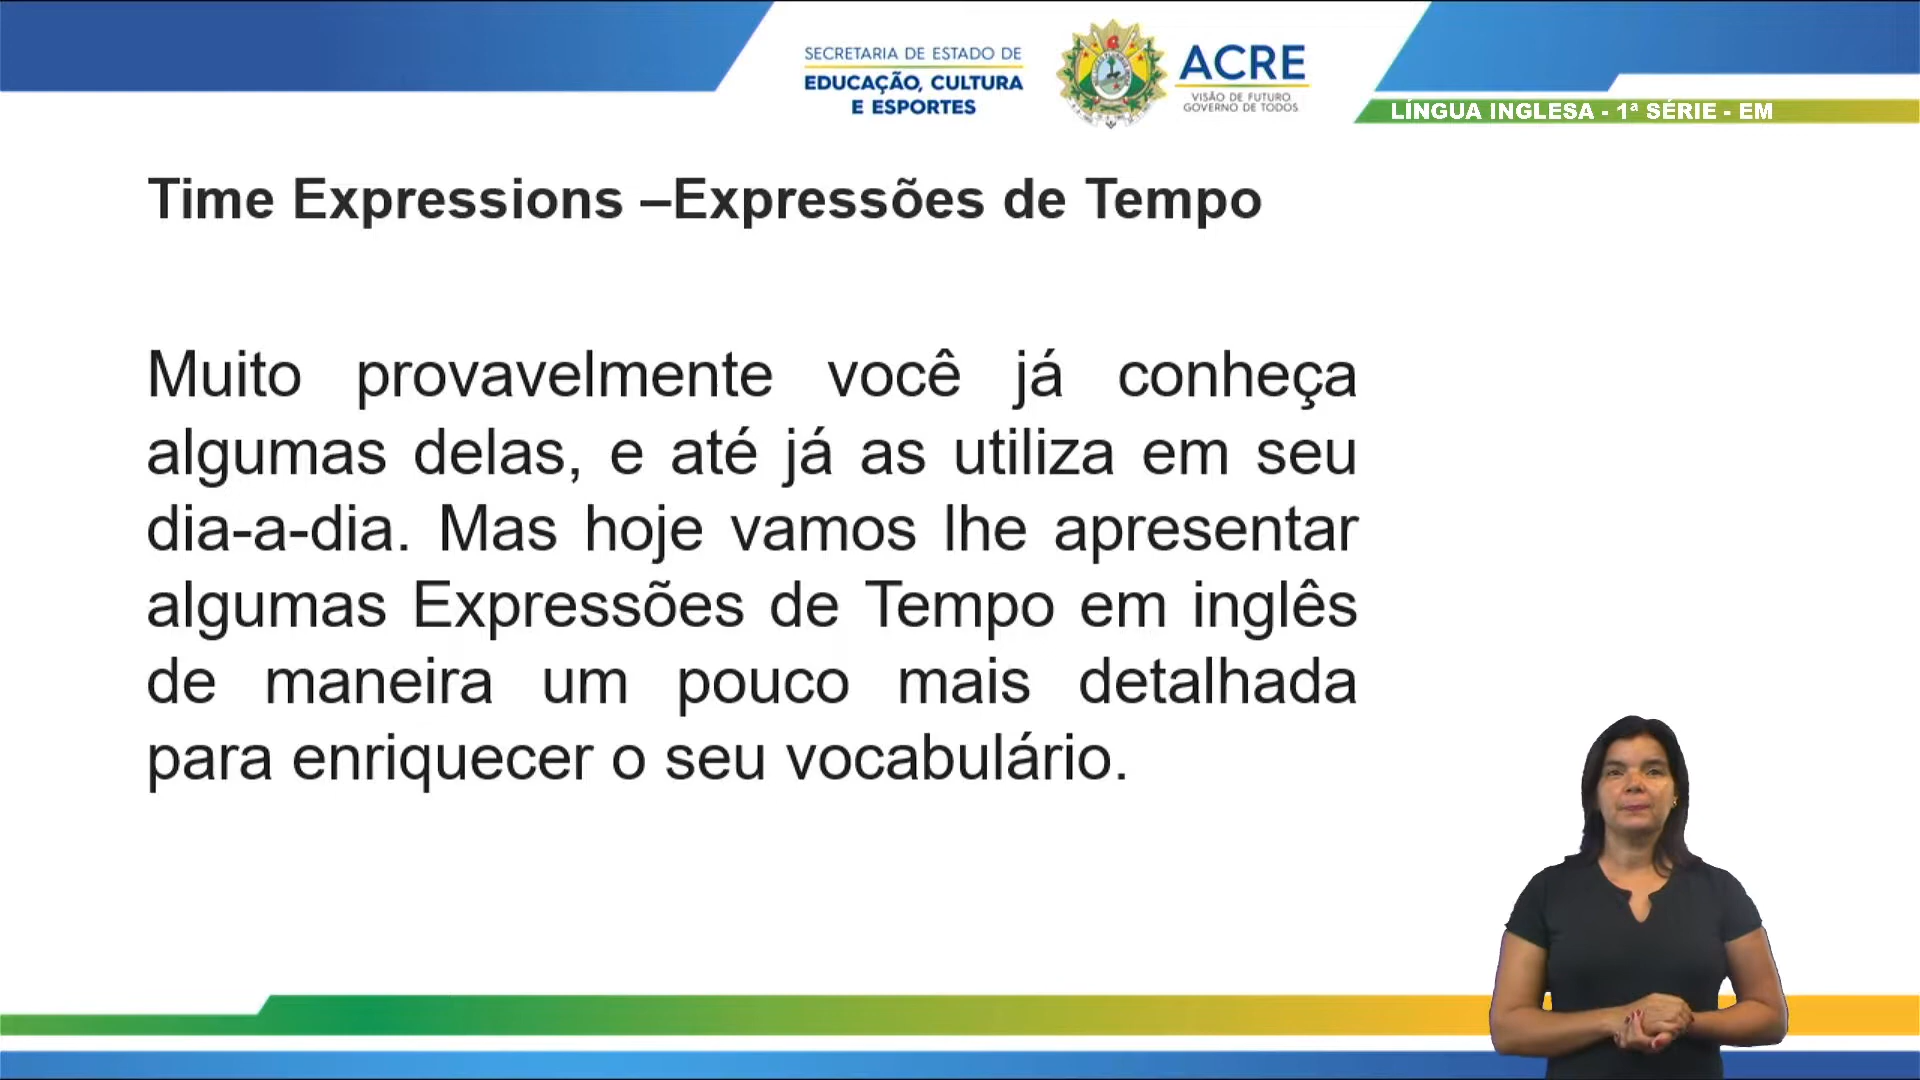 SECRETARIA DE ESTADO DE
EDUCAÇÃO, CULTURA
E ESPORTES
ACRE
VISÃO DE FUTURO
GOVERNO DE TODOS
LÍNGUA INGLESA - 1ª SÉRIE - EM
Time Expressions –Expressões de Tempo
Muito provavelmente você já conheça
algumas delas, e até já as utiliza em seu
dia-a-dia. Mas hoje vamos lhe apresentar
algumas Expressões de Tempo em inglês
de maneira um pouco mais detalhada
para enriquecer o seu vocabulário.